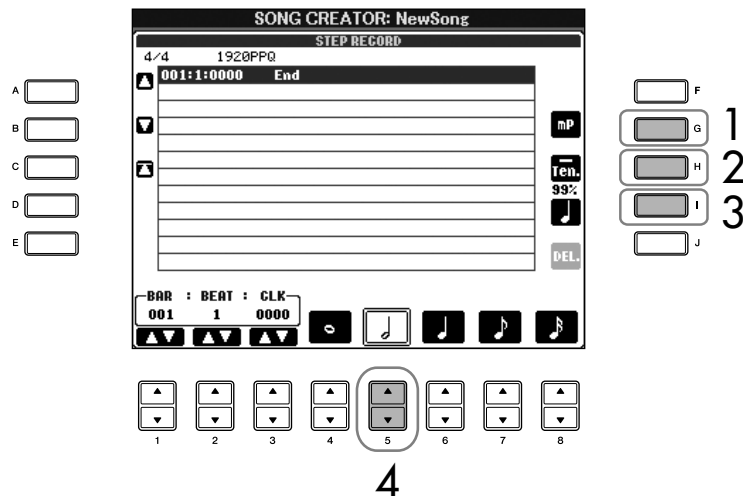 SONG CREATOR: NewSong
STEP RECORD
4/4 1920PPQ
001:1:0000 End
A
B
C
D
E
F
G 1
H 2
I 3
J
mP
Ten.
99%
DEL.
BAR : BEAT : CLK
001 1 0000
1 2 3 4 5 6 7 8
4